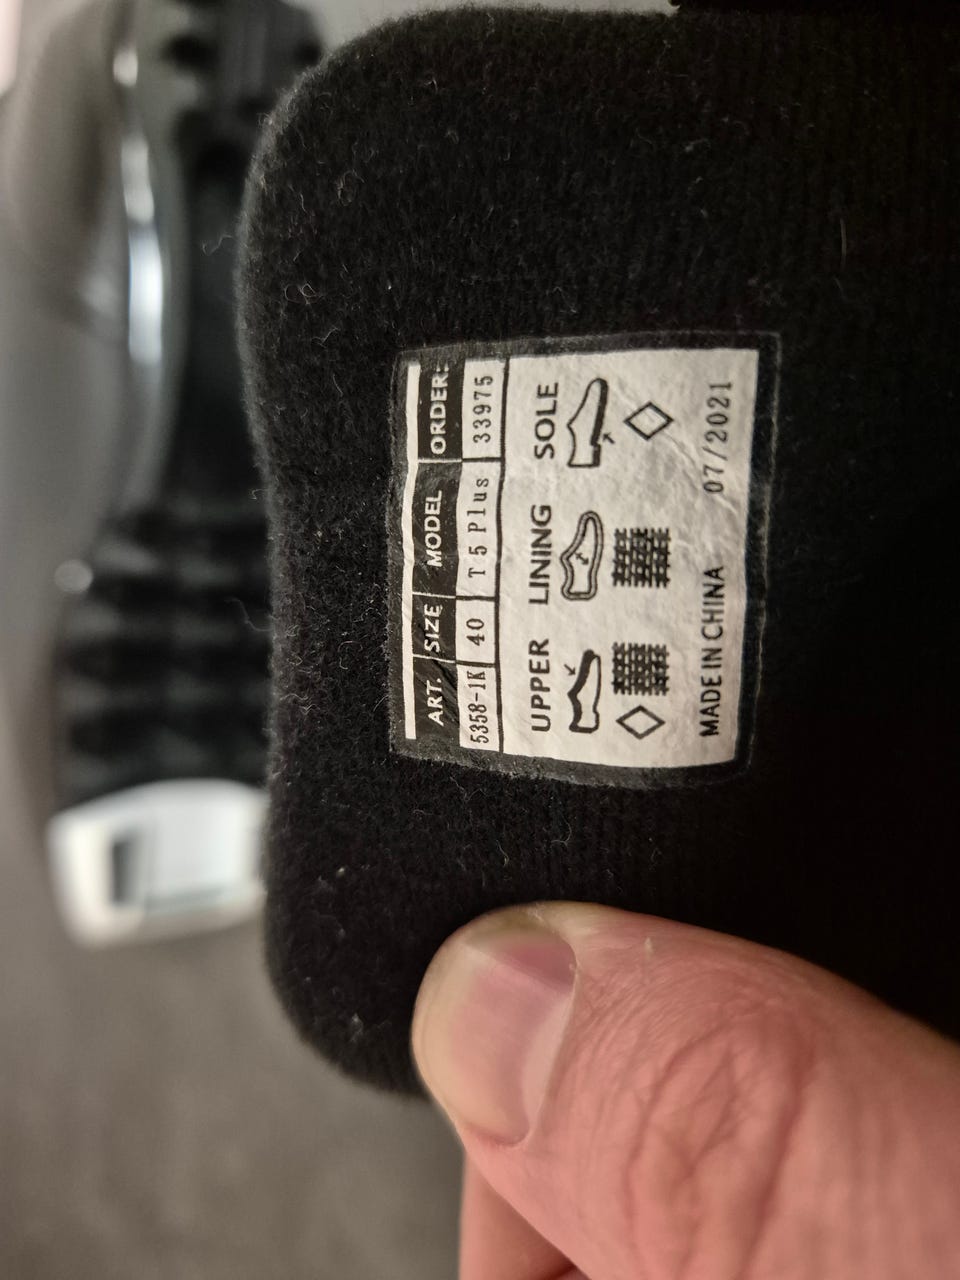 ART. SIZE MODEL ORDER:
5358-1K 40 T 5 Plus 33975
UPPER LINING SOLE
MADE IN CHINA 07/2021